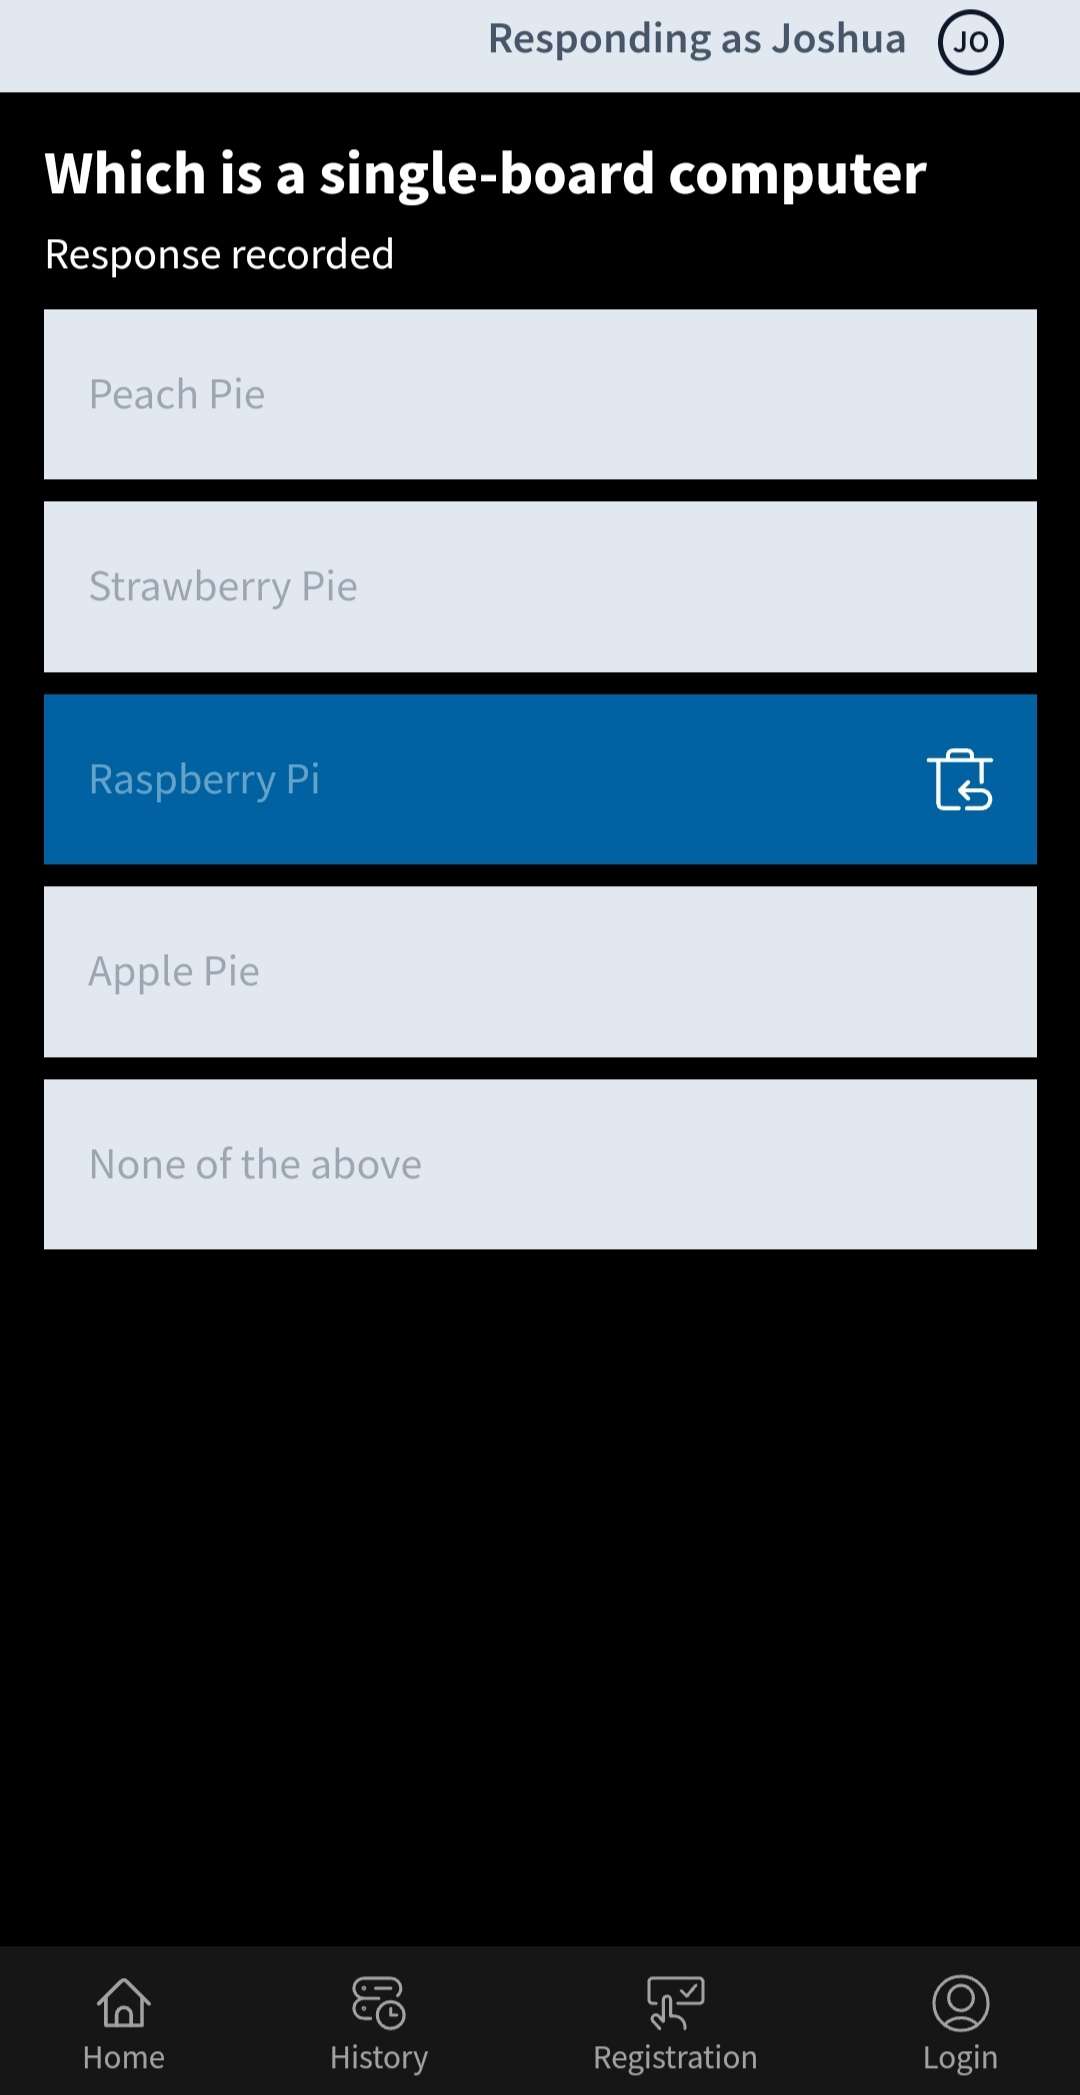 Responding as Joshua JO
Which is a single-board computer
Response recorded
Peach Pie
Strawberry Pie
Raspberry Pi
Apple Pie
None of the above
Home History Registration Login